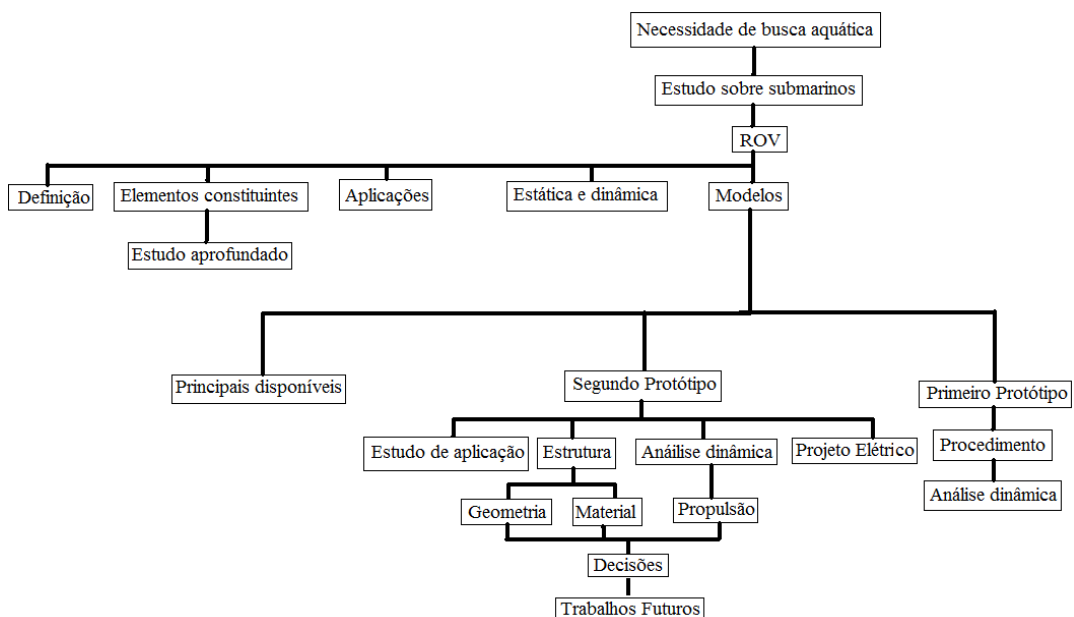 Necessidade de busca aquática
Estudo sobre submarinos
ROV
Definição
Elementos constituintes
Aplicações
Estática e dinâmica
Modelos
Estudo aprofundado
Principais disponíveis
Segundo Protótipo
Primeiro Protótipo
Estudo de aplicação
Estrutura
Anáilise dinâmica
Projeto Elétrico
Procedimento
Geometria
Material
Propulsão
Análise dinâmica
Decisões
Trabalhos Futuros